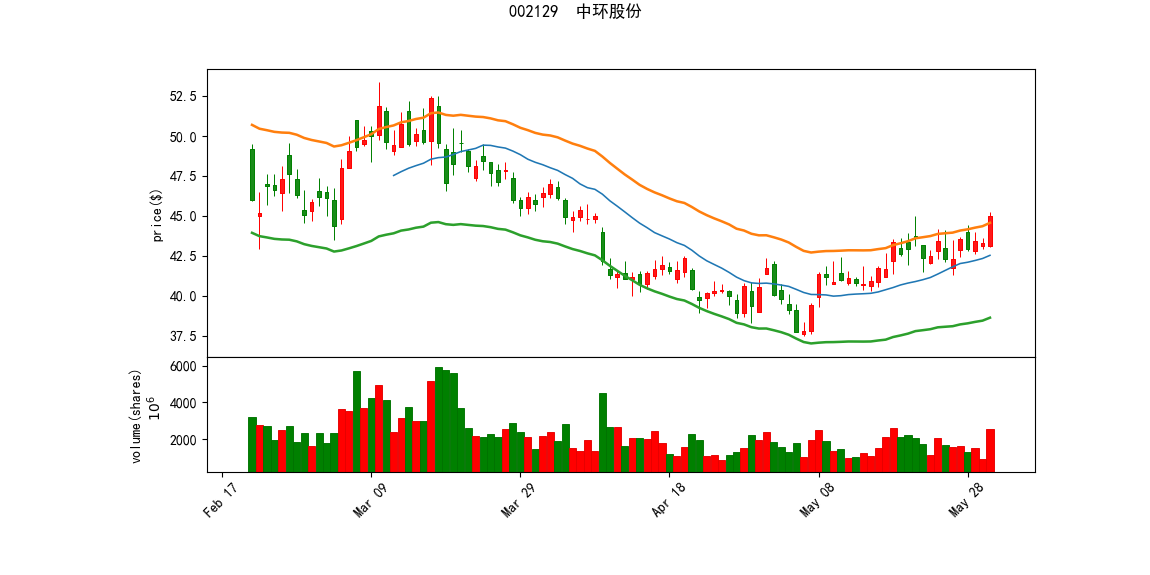 002129 中环股份
price($)
52.5
50.0
47.5
45.0
42.5
40.0
37.5
volume(shares)
10^6
6000
4000
2000
Feb 17
Mar 09
Mar 29
Apr 18
May 08
May 28